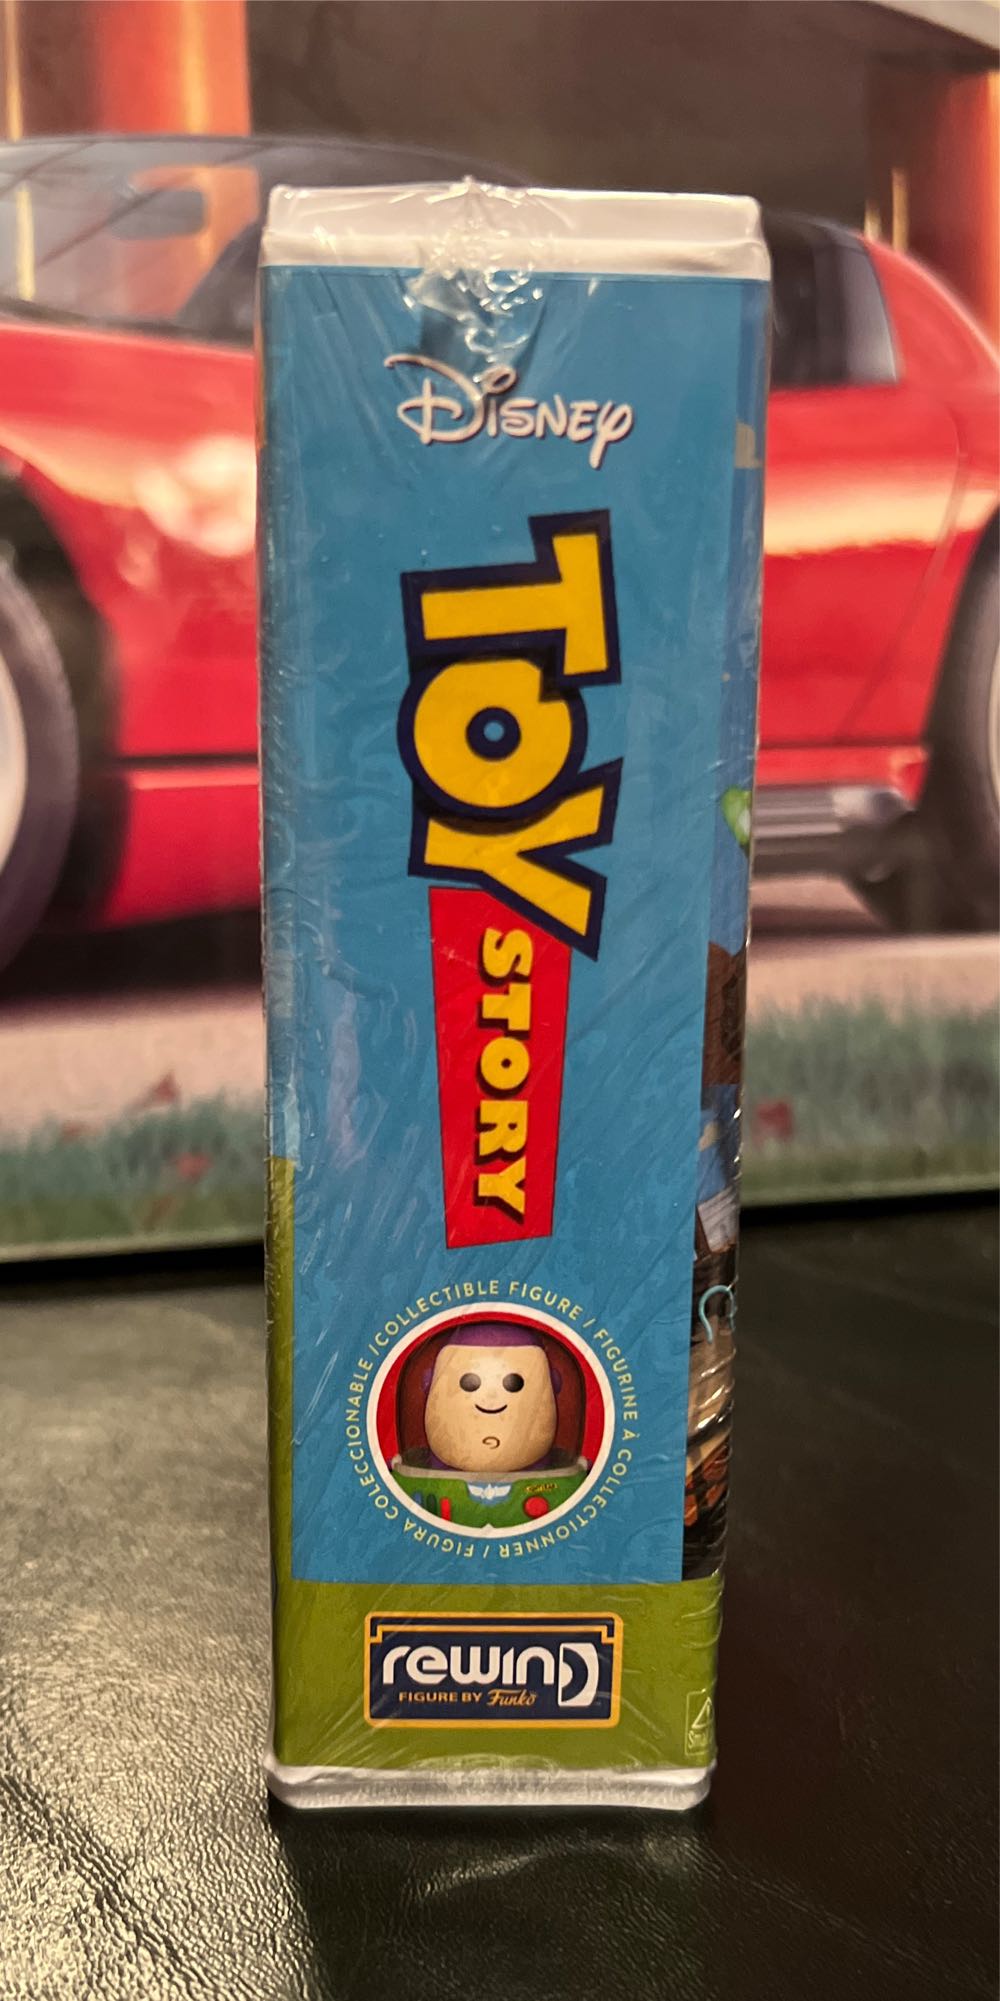 Disney
TOY
STORY
COLLECTIBLE FIGURE / FIGURINE À COLLECTIONNER / FIGURA COLECCIONABLE /
rewinD
FIGURE BY Funko